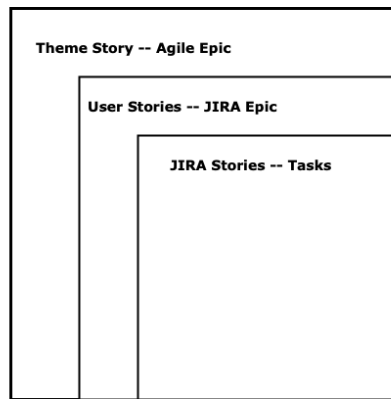 Theme Story -- Agile Epic
User Stories -- JIRA Epic
JIRA Stories -- Tasks